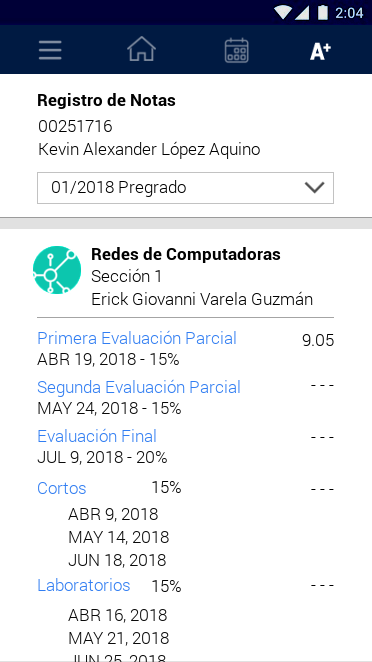 2:04
A+
Registro de Notas
00251716
Kevin Alexander López Aquino
01/2018 Pregrado
Redes de Computadoras
Sección 1
Erick Giovanni Varela Guzmán
Primera Evaluación Parcial 9.05
ABR 19, 2018 - 15%
Segunda Evaluación Parcial ---
MAY 24, 2018 - 15%
Evaluación Final ---
JUL 9, 2018 - 20%
Cortos 15% ---
ABR 9, 2018
MAY 14, 2018
JUN 18, 2018
Laboratorios 15% ---
ABR 16, 2018
MAY 21, 2018
JUN 25, 2018